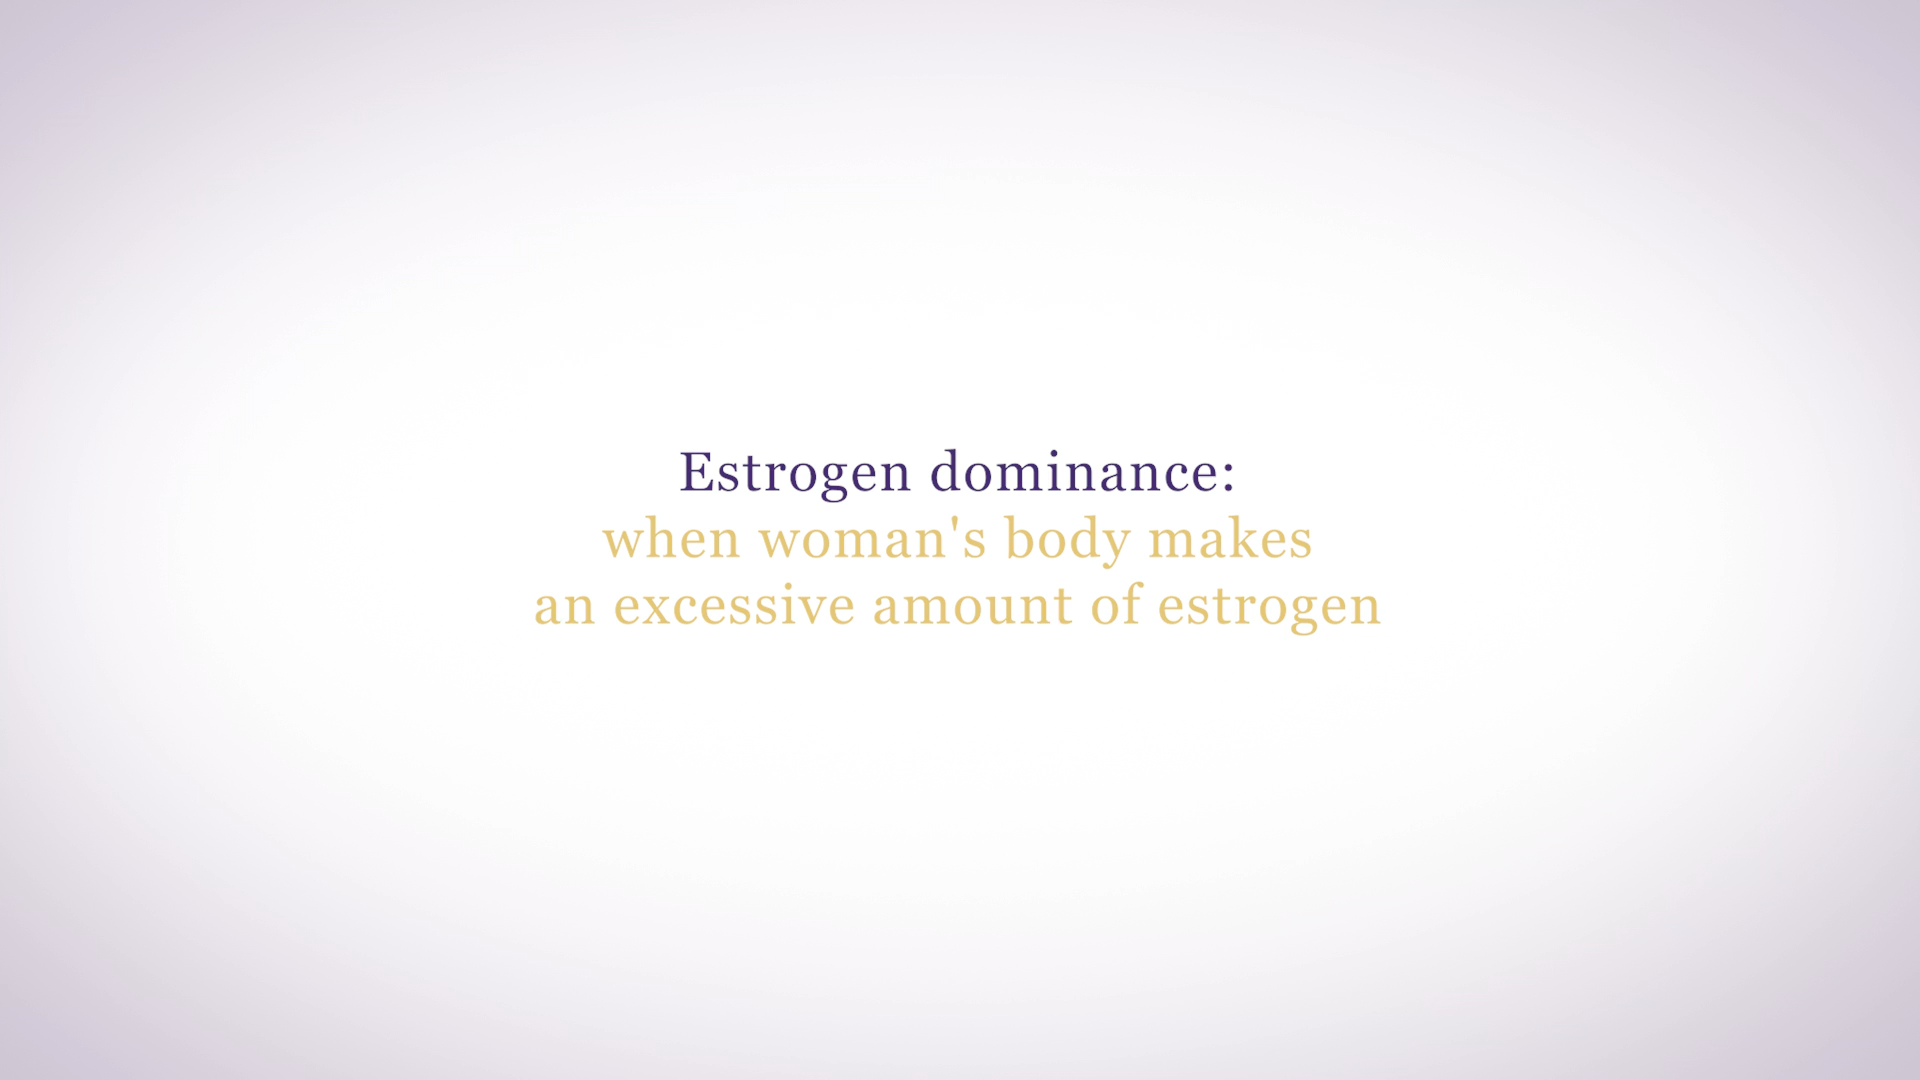 Estrogen dominance:
when woman's body makes
an excessive amount of estrogen